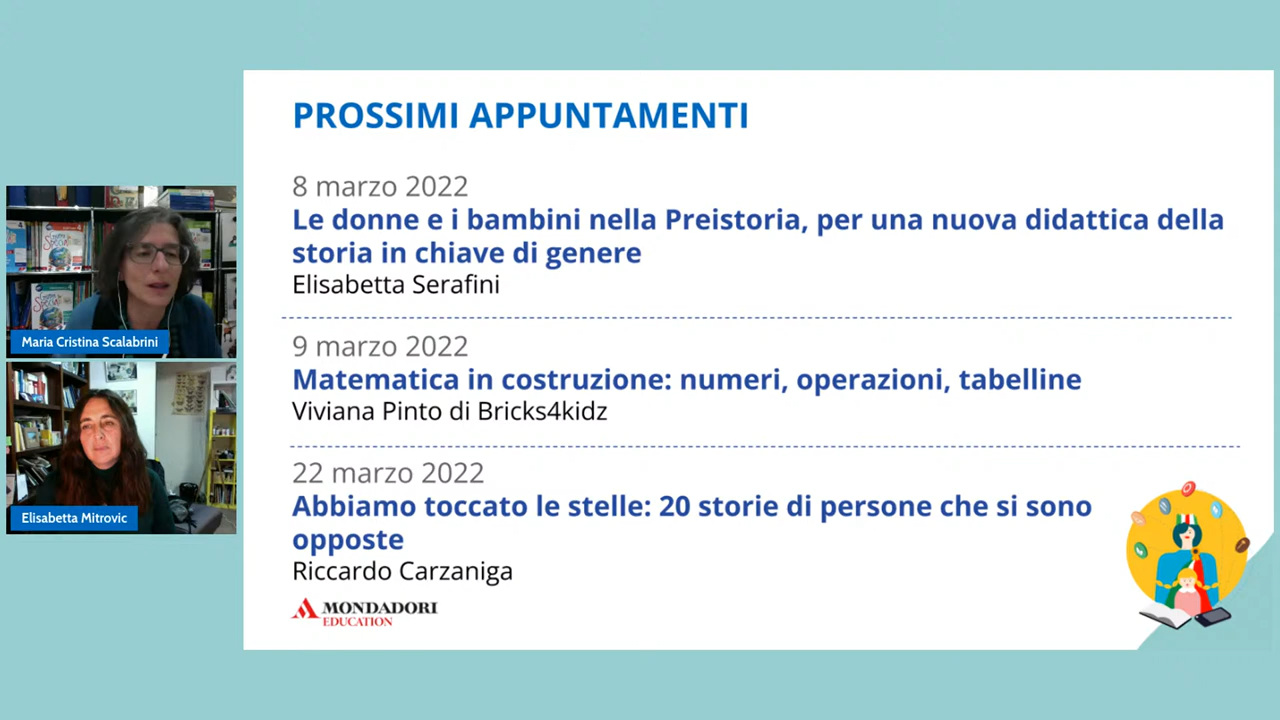 PROSSIMI APPUNTAMENTI
8 marzo 2022
Le donne e i bambini nella Preistoria, per una nuova didattica della
storia in chiave di genere
Elisabetta Serafini
9 marzo 2022
Matematica in costruzione: numeri, operazioni, tabelline
Viviana Pinto di Bricks4kidz
22 marzo 2022
Abbiamo toccato le stelle: 20 storie di persone che si sono
opposte
Riccardo Carzaniga
MONDADORI
EDUCATION
Maria Cristina Scalabrini
Elisabetta Mitrovic